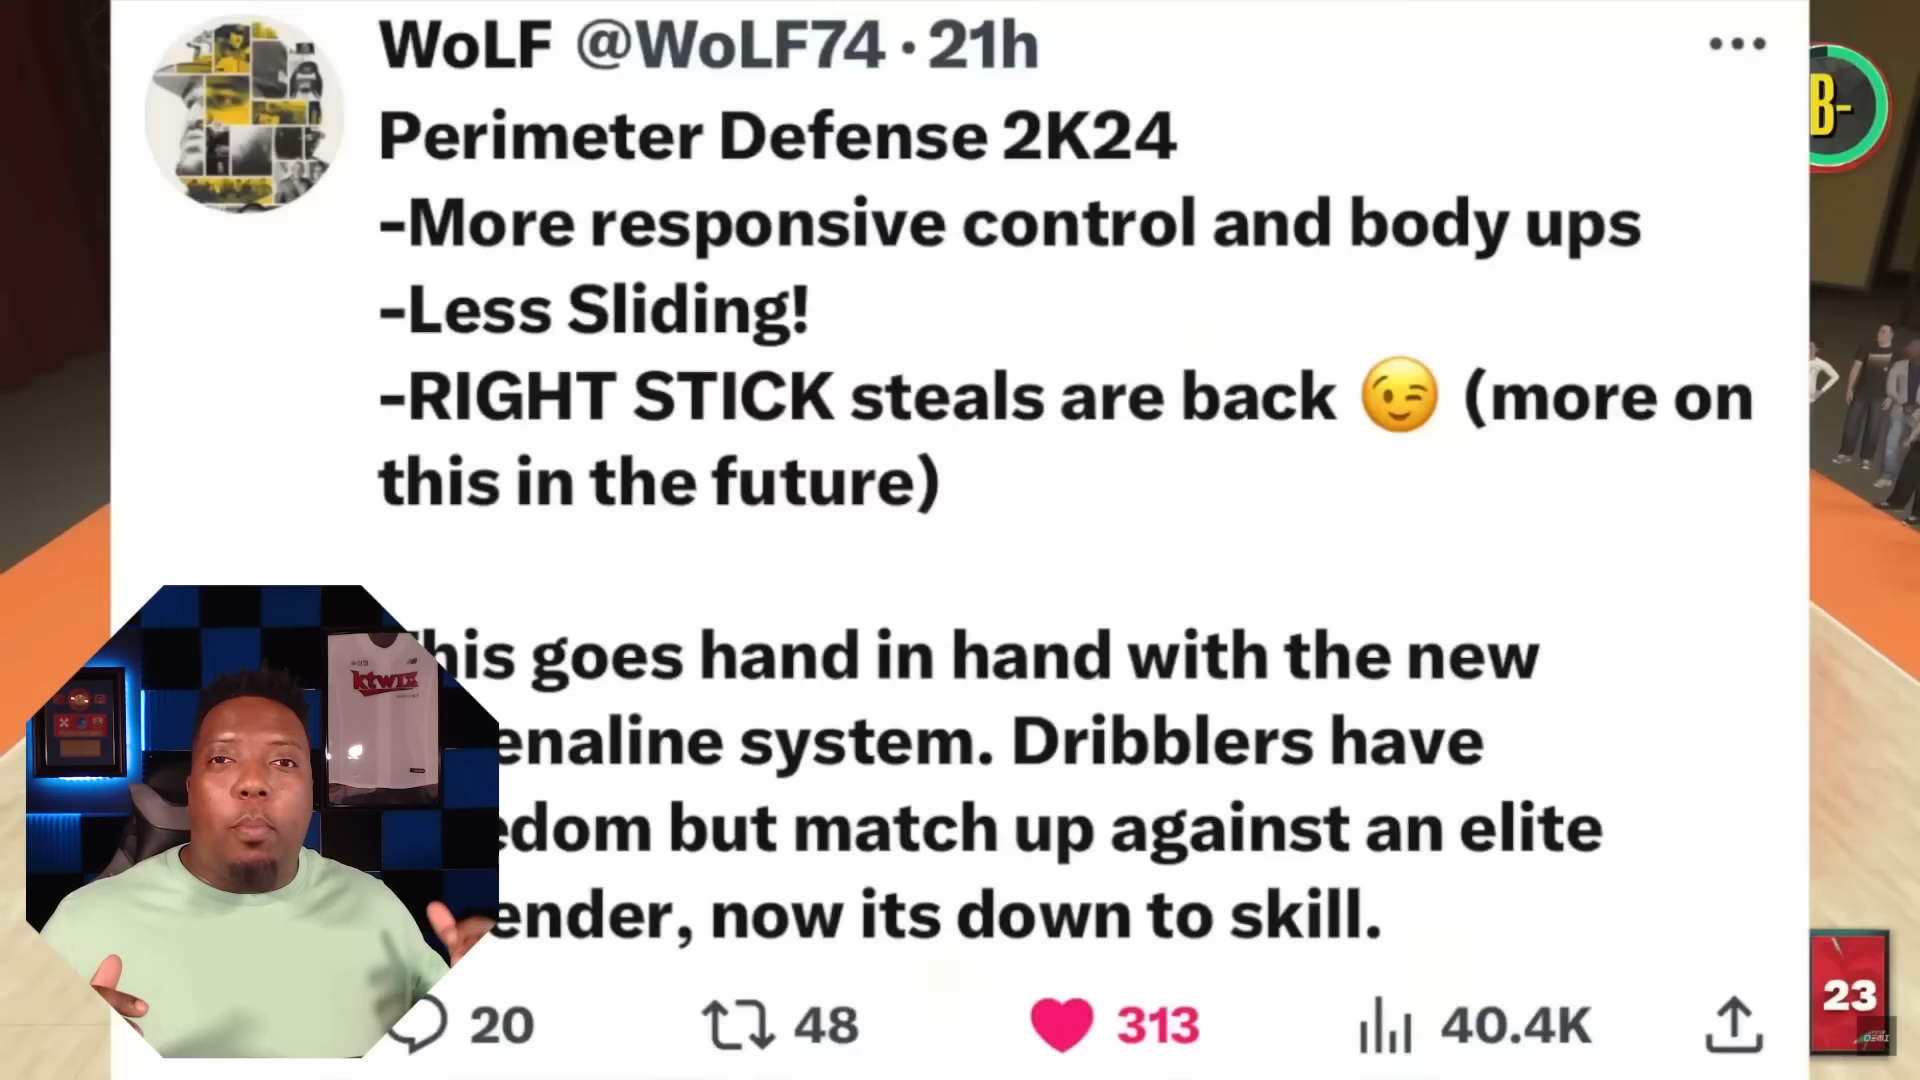 WoLF @WoLF74 · 21h
Perimeter Defense 2K24
-More responsive control and body ups
-Less Sliding!
-RIGHT STICK steals are back 😉 (more on
this in the future)
his goes hand in hand with the new
enaline system. Dribblers have
edom but match up against an elite
ender, now its down to skill.
20 48 313 40.4K
B-
23
ktwiz